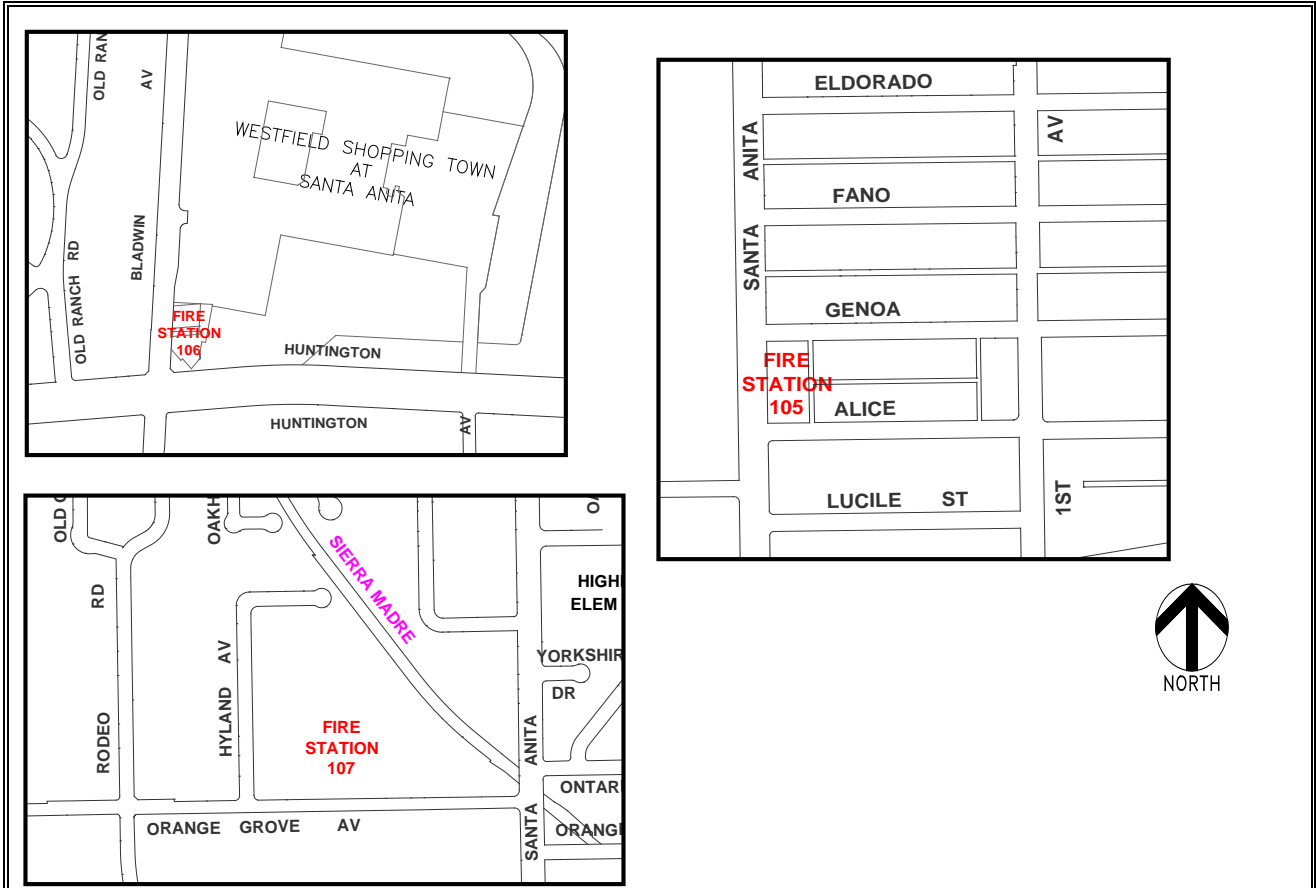 OLD RAN
AV
WESTFIELD SHOPPING TOWN
AT
SANTA ANITA
BLADWIN
OLD RANCH RD
FIRE
STATION
106
HUNTINGTON
HUNTINGTON
AV
ELDORADO
SANTA ANITA
AV
FANO
GENOA
FIRE
STATION
105
ALICE
LUCILE ST
1ST
OLD
OAKH
SIERRA MADRE
HIGH
ELEM
RD
HYLAND AV
YORKSHIR
DR
RODEO
FIRE
STATION
107
SANTA ANITA
ONTAR
ORANGE GROVE AV
ORANG
NORTH